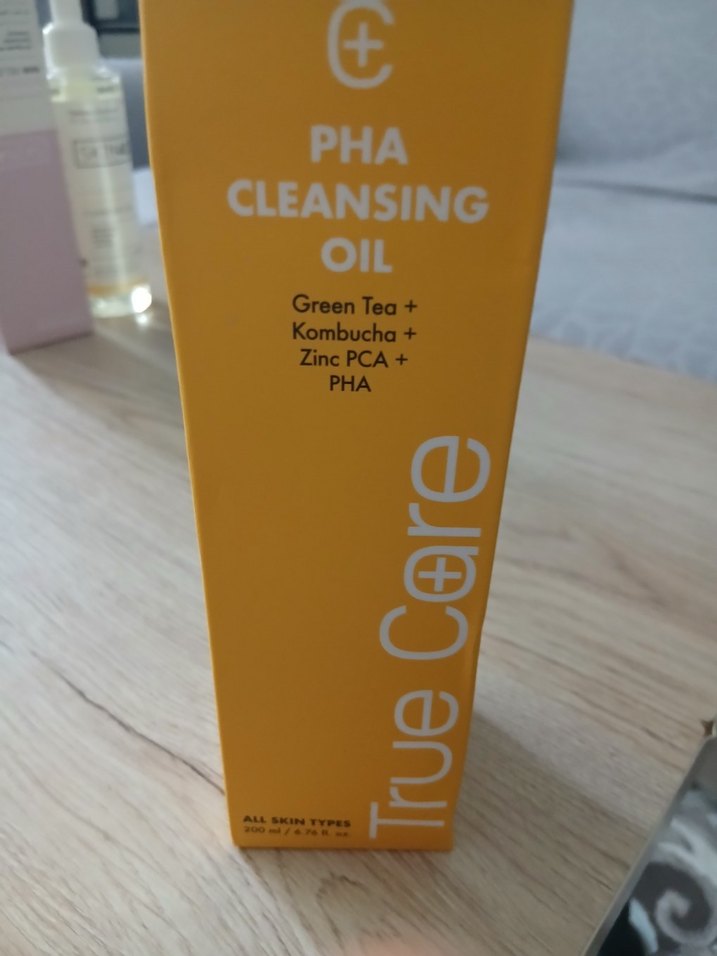 PHA
CLEANSING
OIL
Green Tea +
Kombucha +
Zinc PCA +
PHA
True Care
ALL SKIN TYPES
200 ml / 6.76 fl. oz.